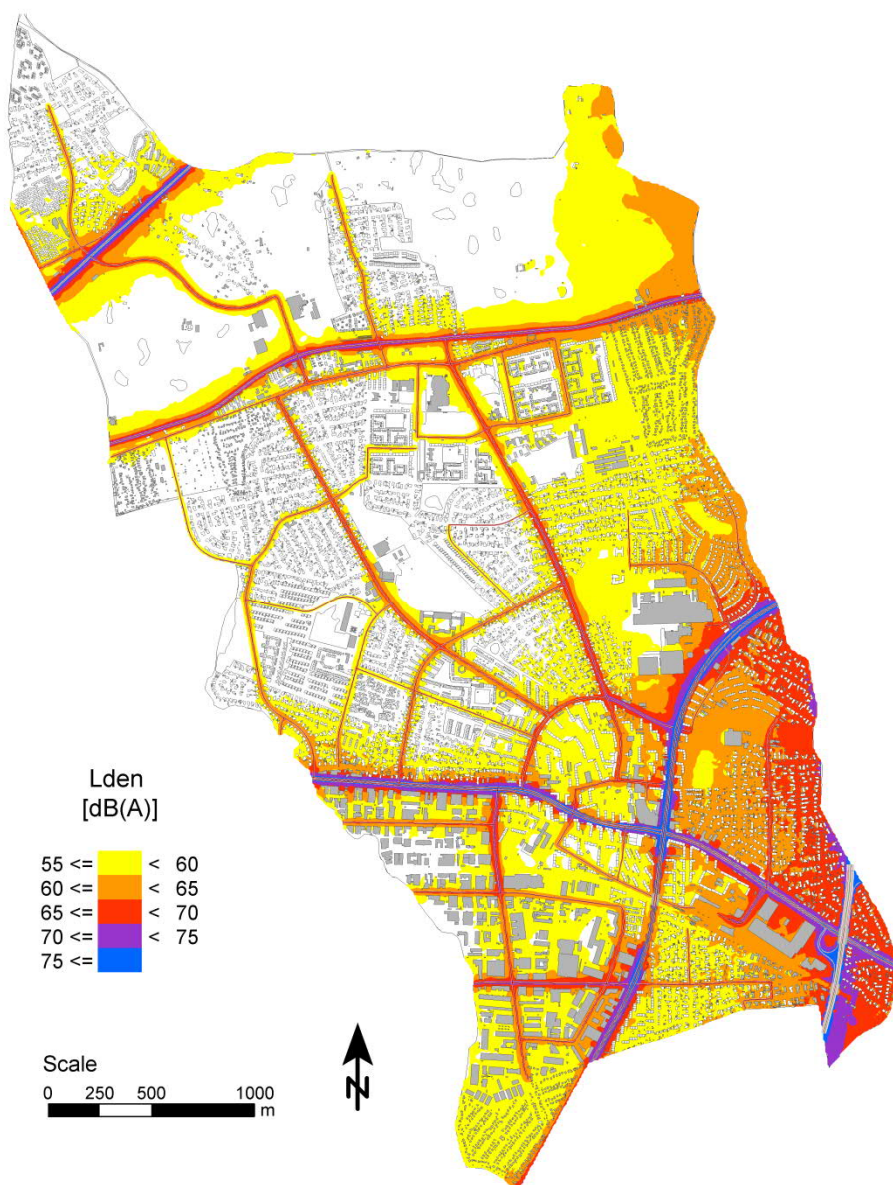 Lden
[dB(A)]
55 <= < 60
60 <= < 65
65 <= < 70
70 <= < 75
75 <=
Scale
0 250 500 1000
m
N